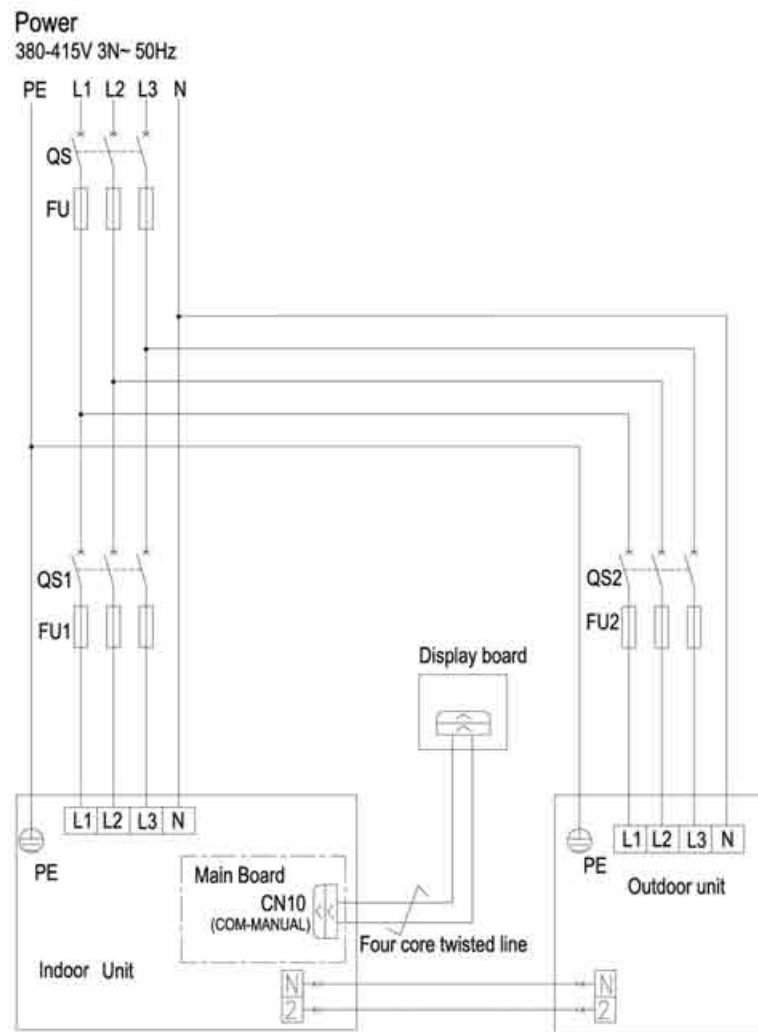 Power
380-415V 3N~ 50Hz
PE L1 L2 L3 N
QS
FU
QS1
QS2
FU1
FU2
Display board
L1 L2 L3 N
L1 L2 L3 N
PE
PE
Main Board
Outdoor unit
CN10
(COM-MANUAL)
Four core twisted line
Indoor Unit
N
N
2
2